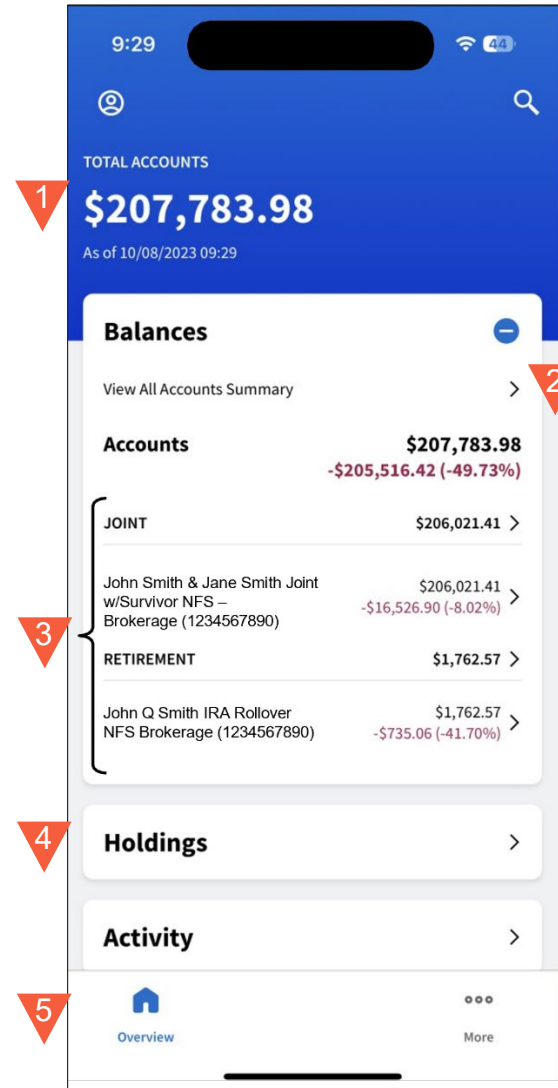 9:29
44
TOTAL ACCOUNTS
1
$207,783.98
As of 10/08/2023 09:29
Balances
View All Accounts Summary
2
Accounts
$207,783.98
-$205,516.42 (-49.73%)
JOINT
$206,021.41
John Smith & Jane Smith Joint
w/Survivor NFS –
Brokerage (1234567890)
$206,021.41
-$16,526.90 (-8.02%)
3
RETIREMENT
$1,762.57
John Q Smith IRA Rollover
NFS Brokerage (1234567890)
$1,762.57
-$735.06 (-41.70%)
4
Holdings
Activity
5
Overview
More